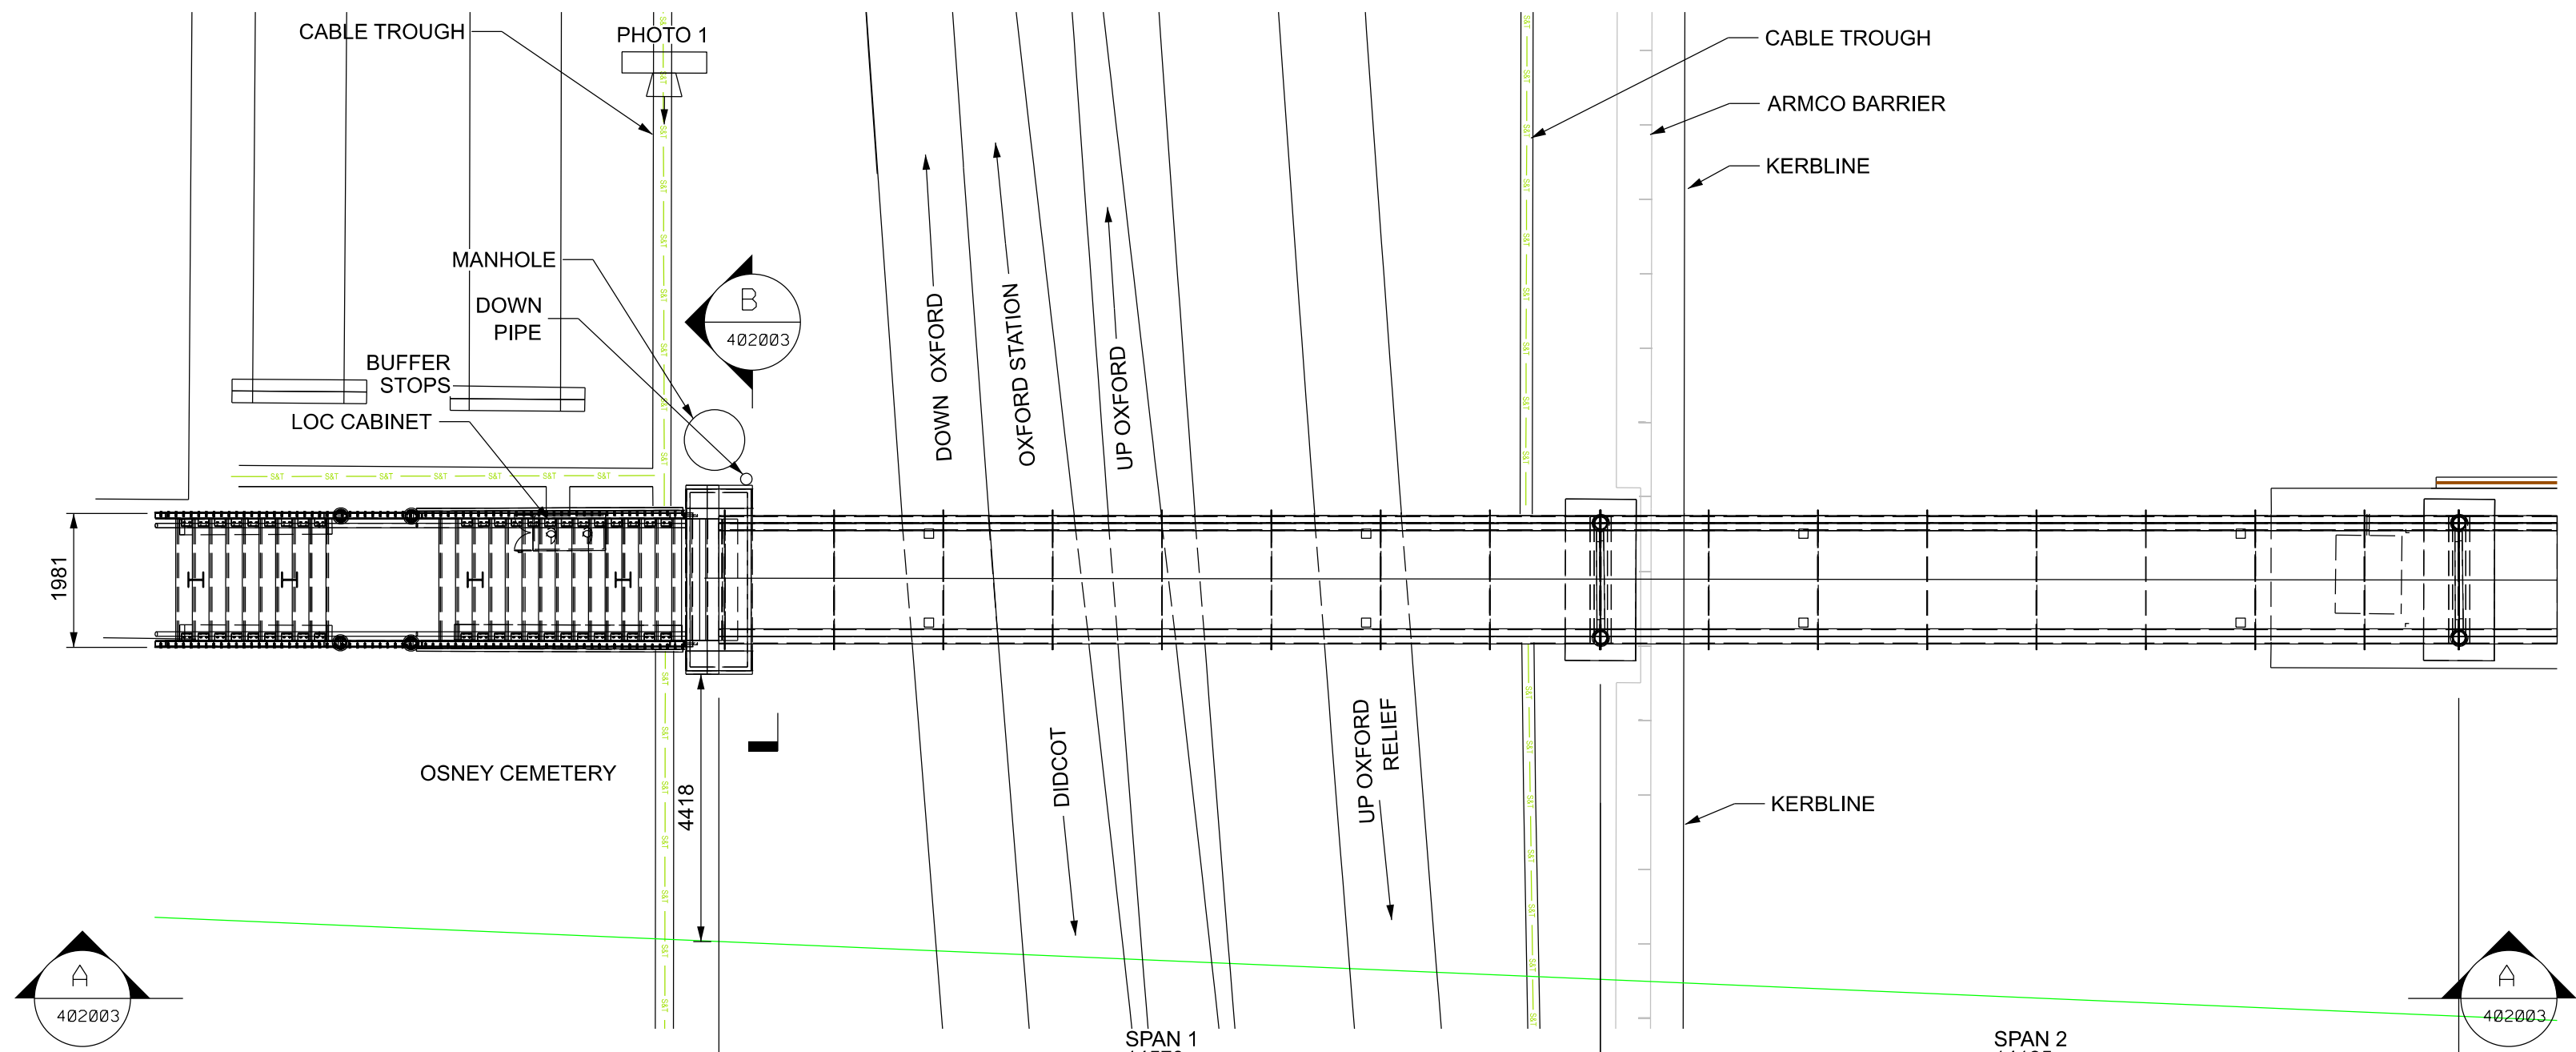 CABLE TROUGH
PHOTO 1
CABLE TROUGH
ARMCO BARRIER
KERBLINE
MANHOLE
DOWN
PIPE
B
402003
BUFFER
STOPS
LOC CABINET
DOWN OXFORD
OXFORD STATION
UP OXFORD
S&T S&T S&T S&T S&T S&T S&T
1981
OSNEY CEMETERY
4418
DIDCOT
UP OXFORD
RELIEF
KERBLINE
A
402003
A
402003
SPAN 1
SPAN 2